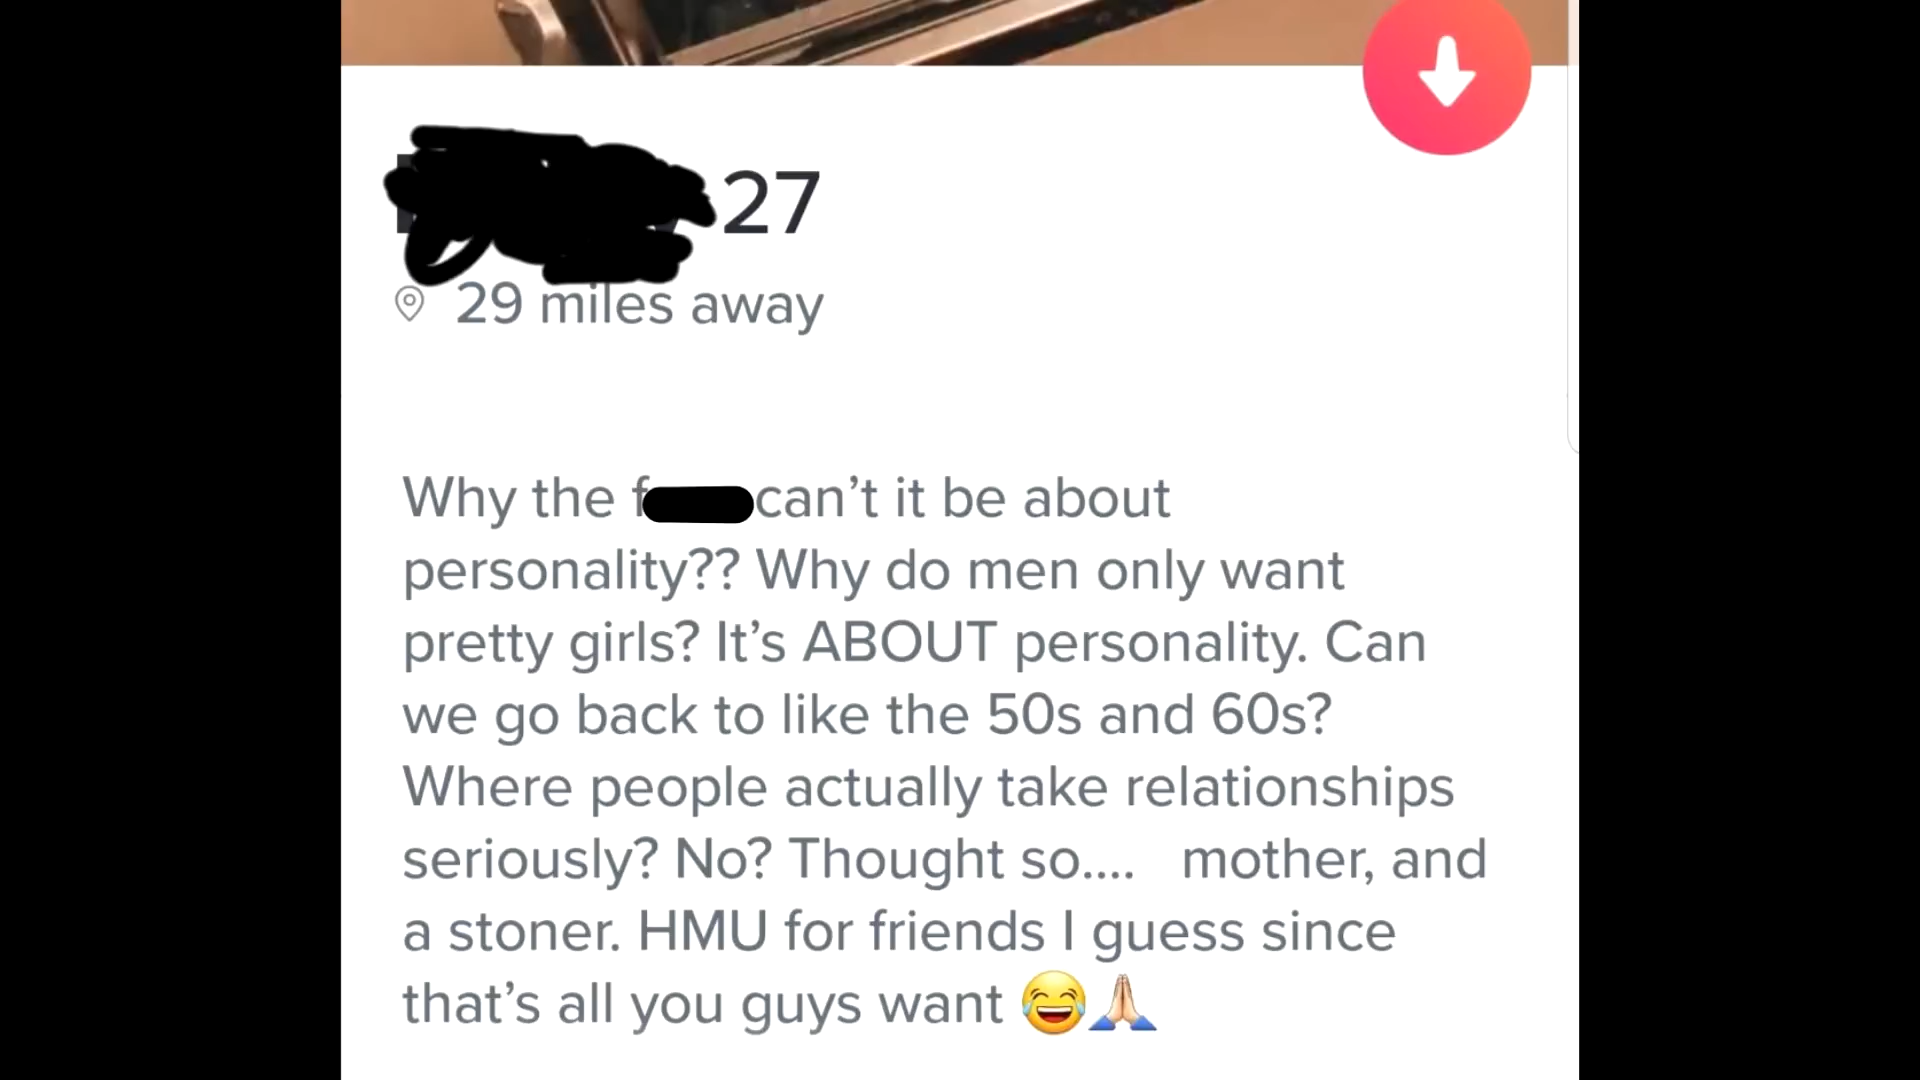 27
29 miles away
Why the f can’t it be about
personality?? Why do men only want
pretty girls? It’s ABOUT personality. Can
we go back to like the 50s and 60s?
Where people actually take relationships
seriously? No? Thought so.... mother, and
a stoner. HMU for friends I guess since
that’s all you guys want 😂🙏🏻